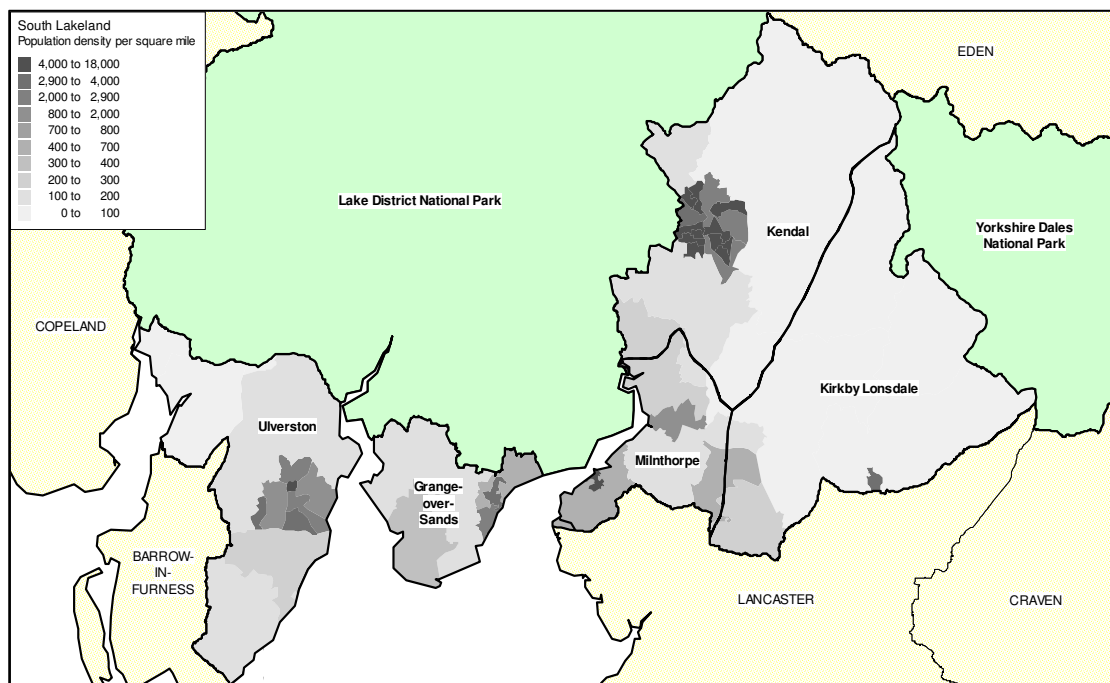 South Lakeland
Population density per square mile
4,000 to 18,000
2,900 to 4,000
2,000 to 2,900
800 to 2,000
700 to 800
400 to 700
300 to 400
200 to 300
100 to 200
0 to 100
EDEN
Lake District National Park
Kendal
Yorkshire Dales
National Park
COPELAND
Kirkby Lonsdale
Ulverston
Milnthorpe
Grange-
over-
Sands
BARROW-
IN-
FURNESS
LANCASTER
CRAVEN